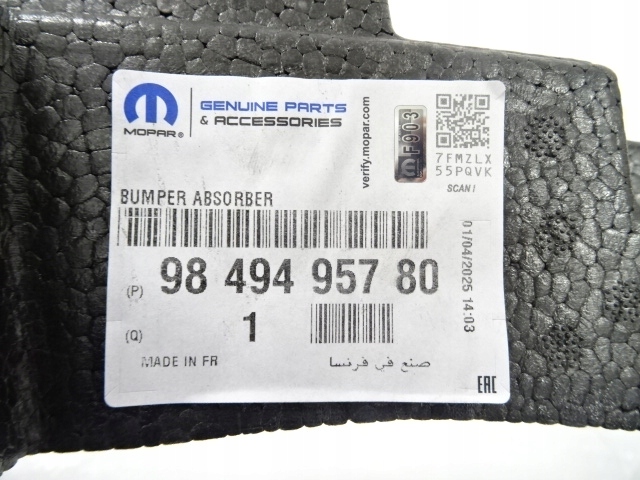 MOPAR®
GENUINE PARTS
& ACCESSORIES
verify.mopar.com
F903
7FMZLX
55PQVK
SCAN!
BUMPER ABSORBER
(P) 98 494 957 80
(Q) 1
01/04/2025 14:03
MADE IN FR
صنع في فرنسا
EAC